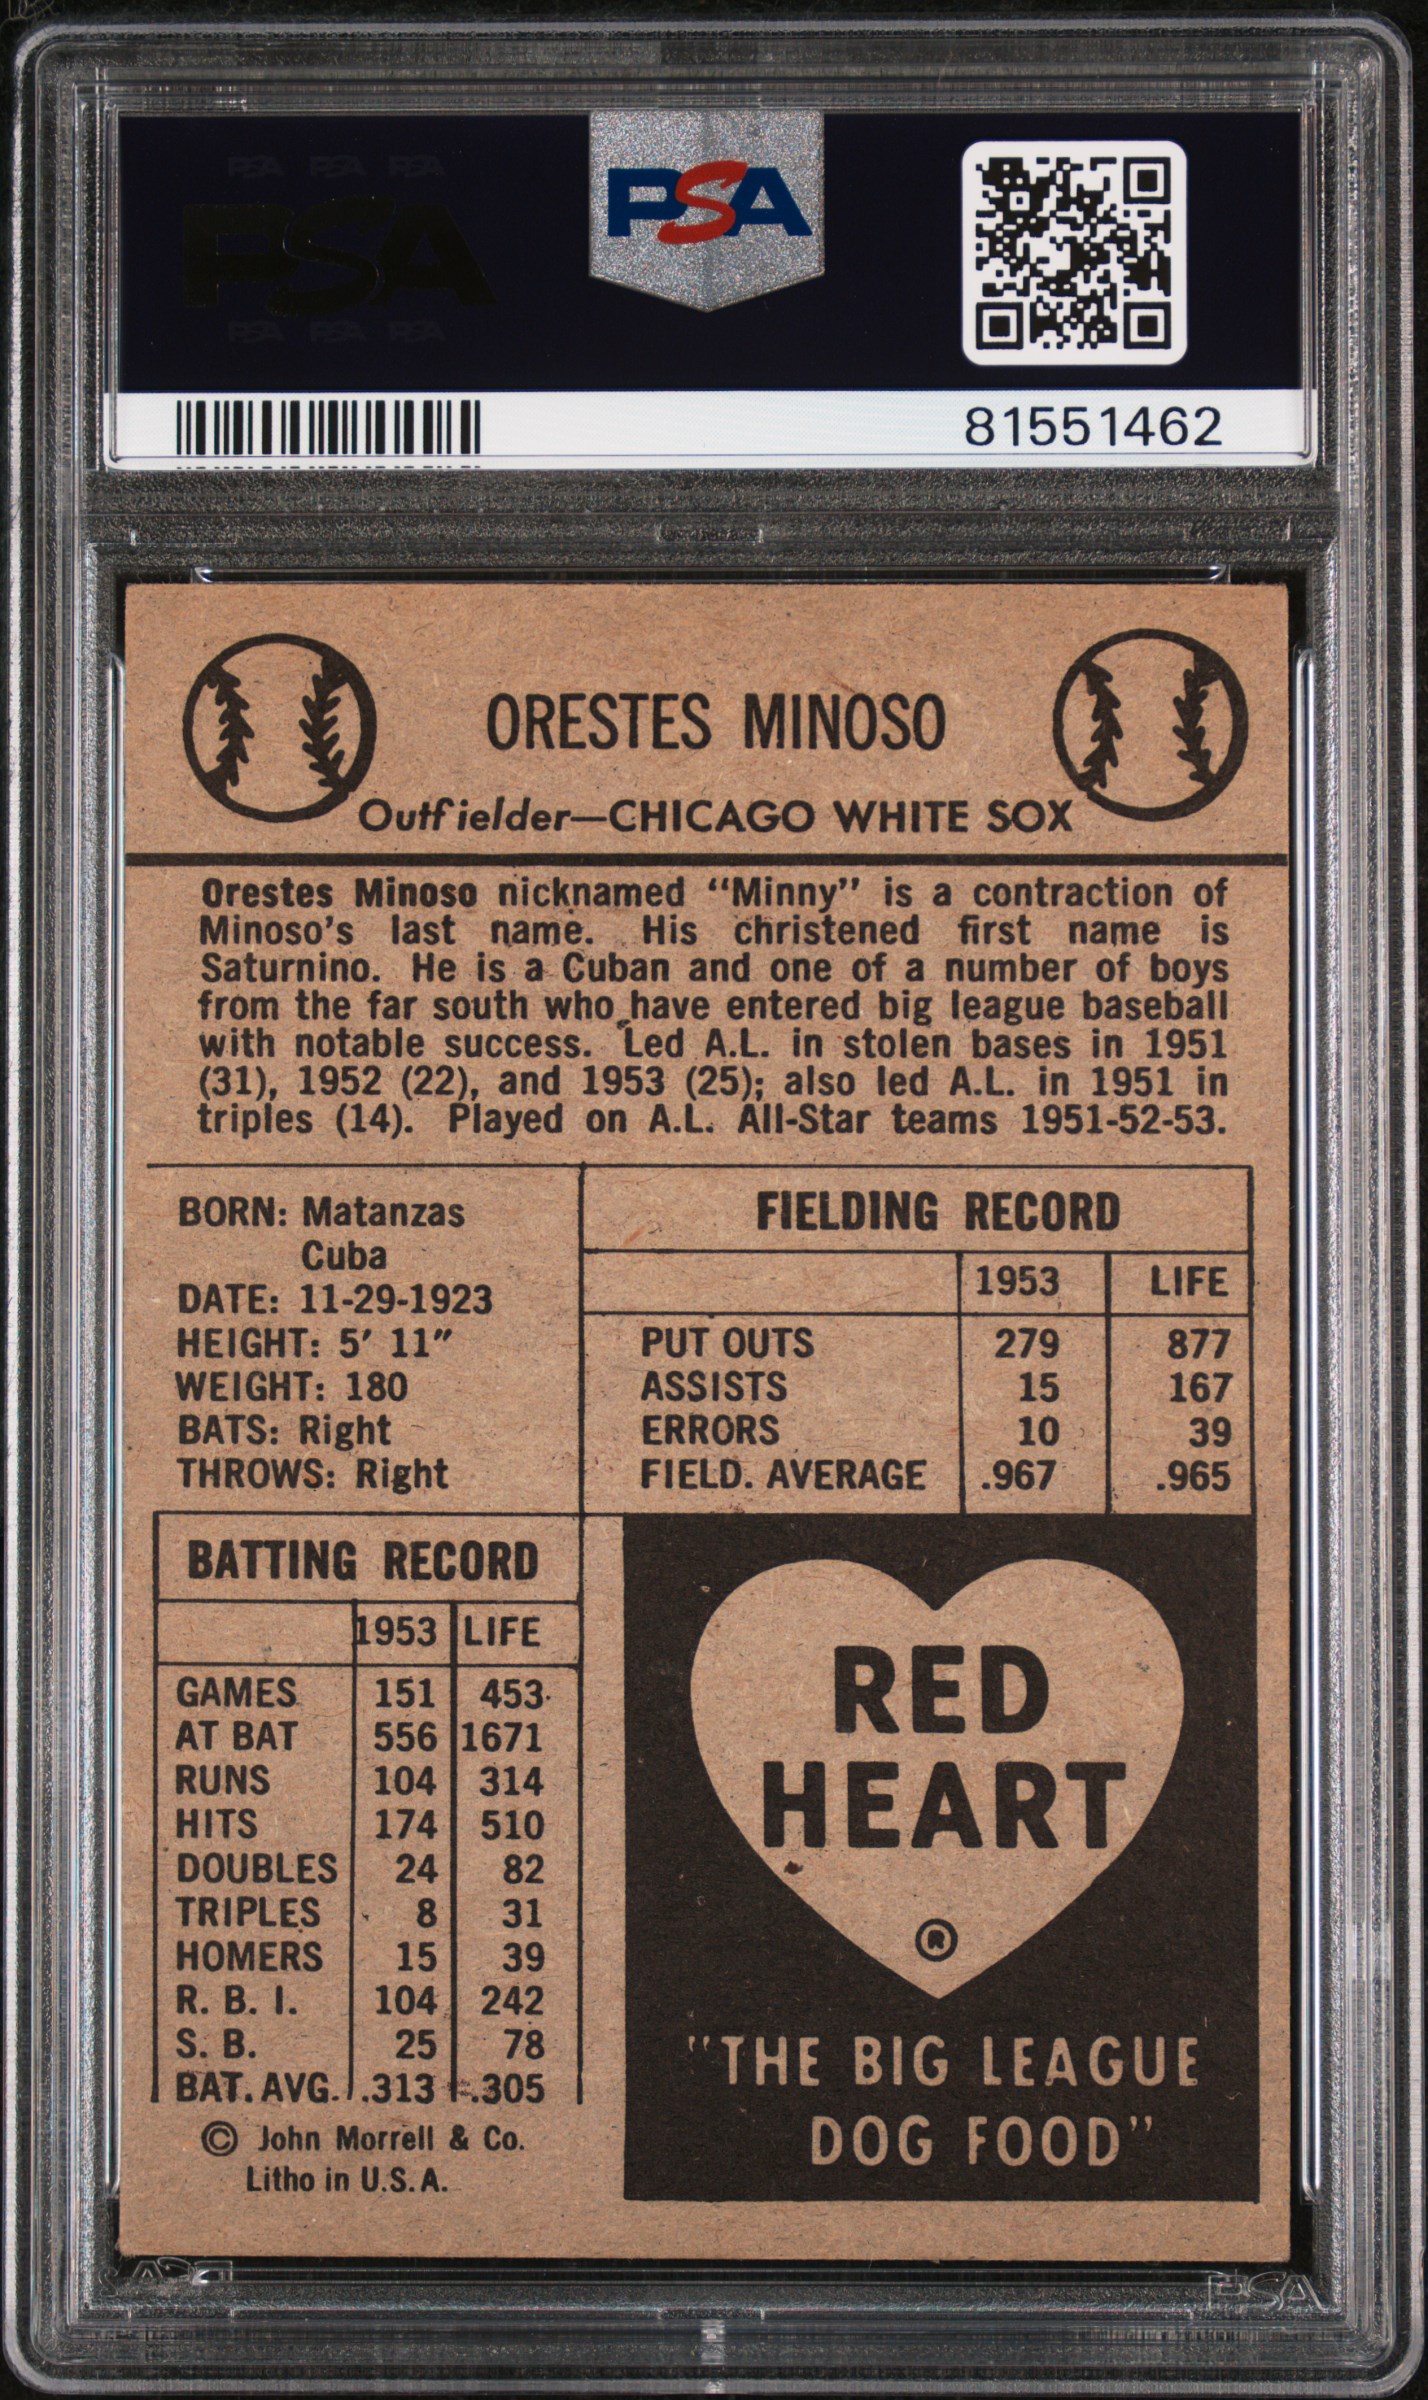 PSA PSA PSA
PSA
PSA PSA PSA
PSA
81551462
ORESTES MINOSO
Outfielder—CHICAGO WHITE SOX
Orestes Minoso nicknamed "Minny" is a contraction of
Minoso's last name. His christened first name is
Saturnino. He is a Cuban and one of a number of boys
from the far south who have entered big league baseball
with notable success. Led A.L. in stolen bases in 1951
(31), 1952 (22), and 1953 (25); also led A.L. in 1951 in
triples (14). Played on A.L. All-Star teams 1951-52-53.
BORN: Matanzas
Cuba
DATE: 11-29-1923
HEIGHT: 5′ 11″
WEIGHT: 180
BATS: Right
THROWS: Right
FIELDING RECORD
1953 LIFE
PUT OUTS 279 877
ASSISTS 15 167
ERRORS 10 39
FIELD. AVERAGE .967 .965
BATTING RECORD
1953 LIFE
GAMES 151 453
AT BAT 556 1671
RUNS 104 314
HITS 174 510
DOUBLES 24 82
TRIPLES 8 31
HOMERS 15 39
R. B. I. 104 242
S. B. 25 78
BAT. AVG. .313 .305
© John Morrell & Co.
Litho in U.S.A.
RED
HEART
®
"THE BIG LEAGUE
DOG FOOD"
PSA
PSA